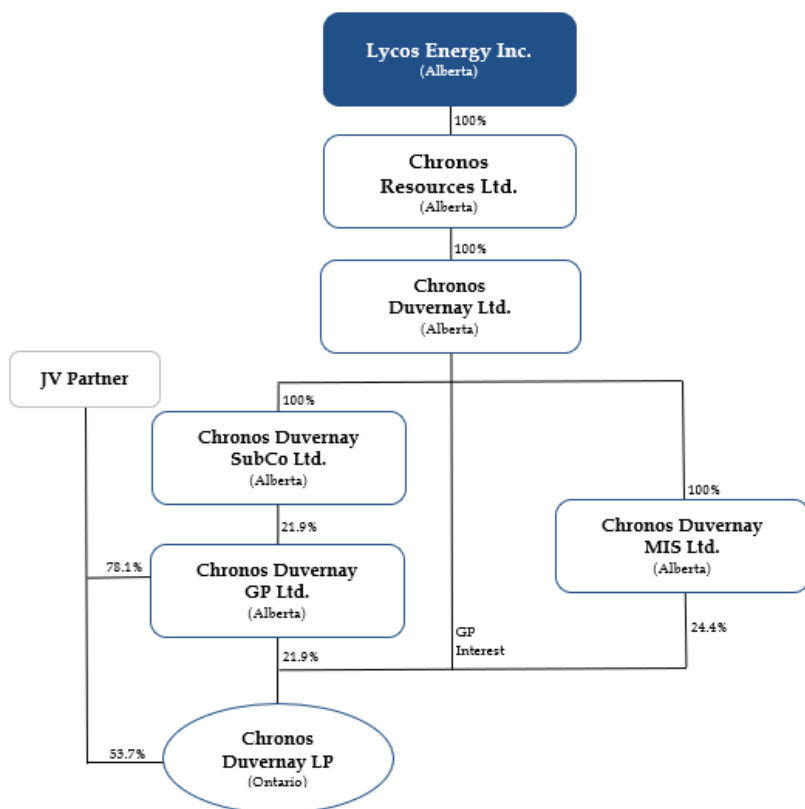 Lycos Energy Inc.
(Alberta)
100%
Chronos
Resources Ltd.
(Alberta)
100%
Chronos
Duvernay Ltd.
(Alberta)
JV Partner
100%
Chronos Duvernay
SubCo Ltd.
(Alberta)
100%
Chronos Duvernay
MIS Ltd.
(Alberta)
21.9%
78.1%
Chronos Duvernay
GP Ltd.
(Alberta)
GP
Interest
24.4%
21.9%
53.7%
Chronos
Duvernay LP
(Ontario)